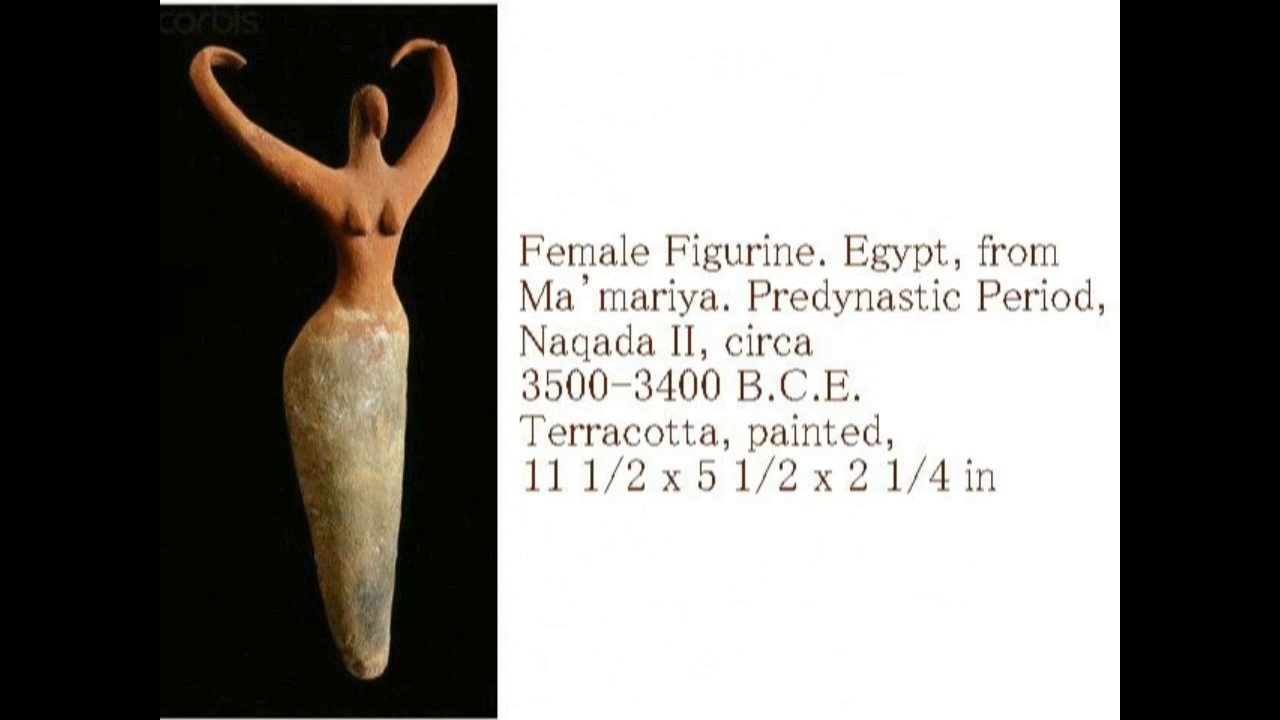 corbis
Female Figurine. Egypt, from
Ma'mariya. Predynastic Period,
Naqada II, circa
3500-3400 B.C.E.
Terracotta, painted,
11 1/2 x 5 1/2 x 2 1/4 in